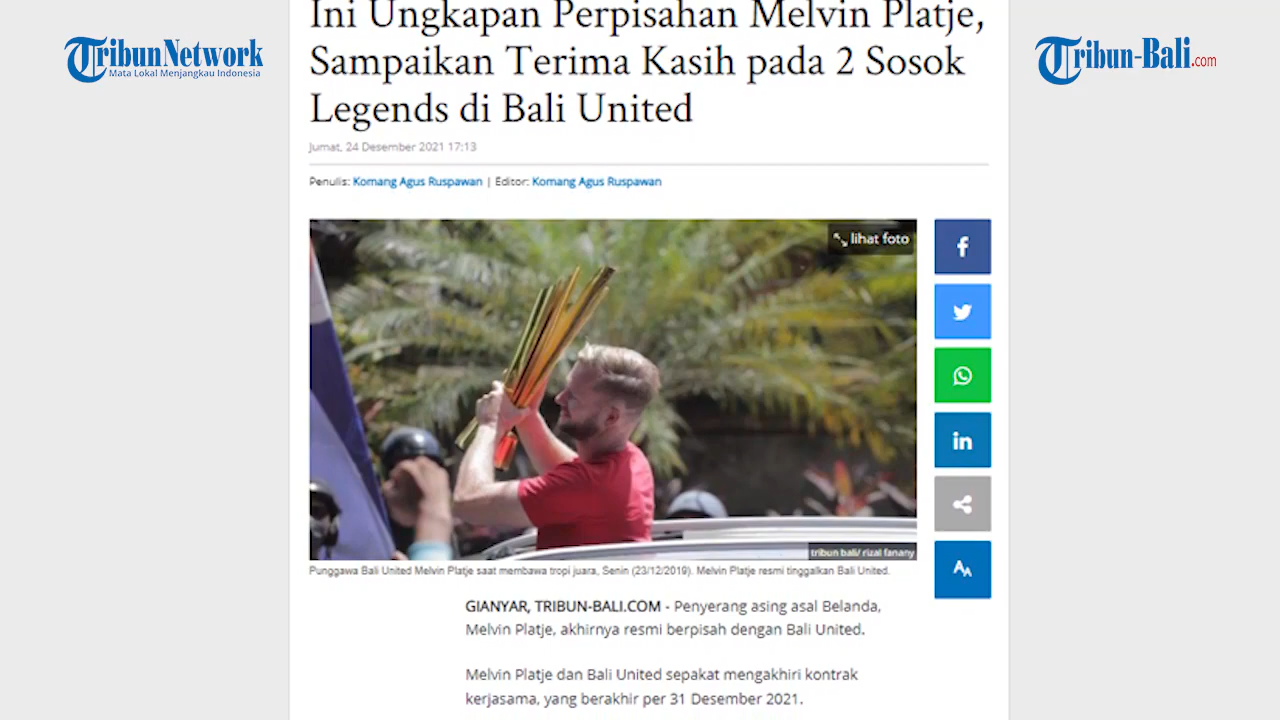 Ini Ungkapan Perpisahan Melvin Platje,
Sampaikan Terima Kasih pada 2 Sosok
Legends di Bali United
TribunNetwork
Mata Lokal Menjangkau Indonesia
Tribun-Bali.com
Jumat, 24 Desember 2021 17:13
Penulis: Komang Agus Ruspawan | Editor: Komang Agus Ruspawan
lihat foto
f
in
AA
tribun bali/ rizal fanany
Punggawa Bali United Melvin Platje saat membawa tropi juara, Senin (23/12/2019). Melvin Platje resmi tinggalkan Bali United.
GIANYAR, TRIBUN-BALI.COM - Penyerang asing asal Belanda,
Melvin Platje, akhirnya resmi berpisah dengan Bali United.
Melvin Platje dan Bali United sepakat mengakhiri kontrak
kerjasama, yang berakhir per 31 Desember 2021.